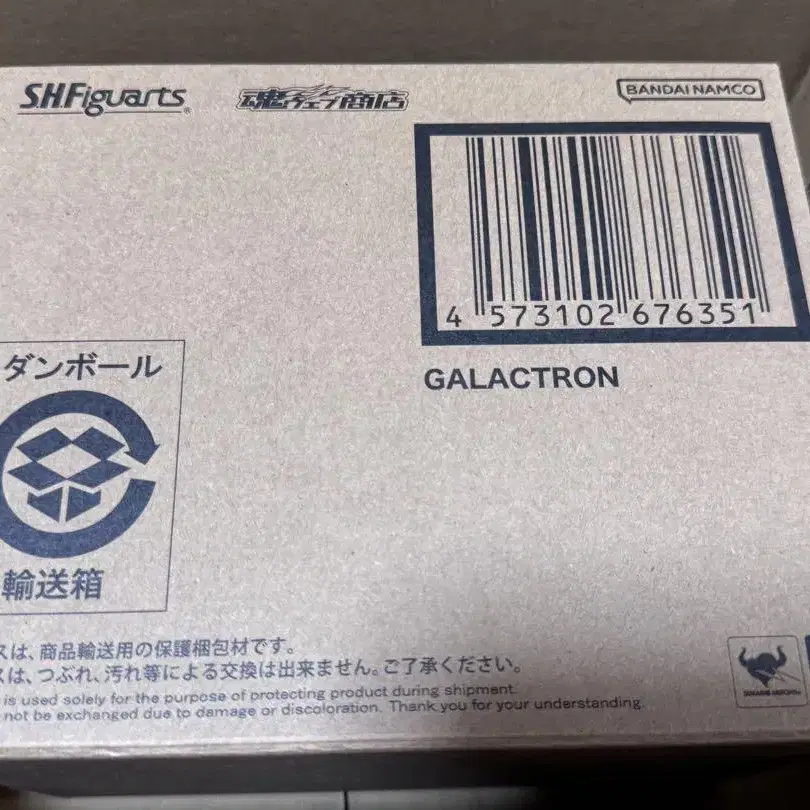 S.H.Figuarts
魂ウェブ商店
BANDAI NAMCO
4 573102 676351
GALACTRON
ダンボール
輸送箱
スは、商品輸送用の保護梱包材です。
スは、つぶれ、汚れ等による交換は出来ません。ご了承ください。
is used solely for the purpose of protecting product during shipment.
not be exchanged due to damage or discoloration. Thank you for your understanding.